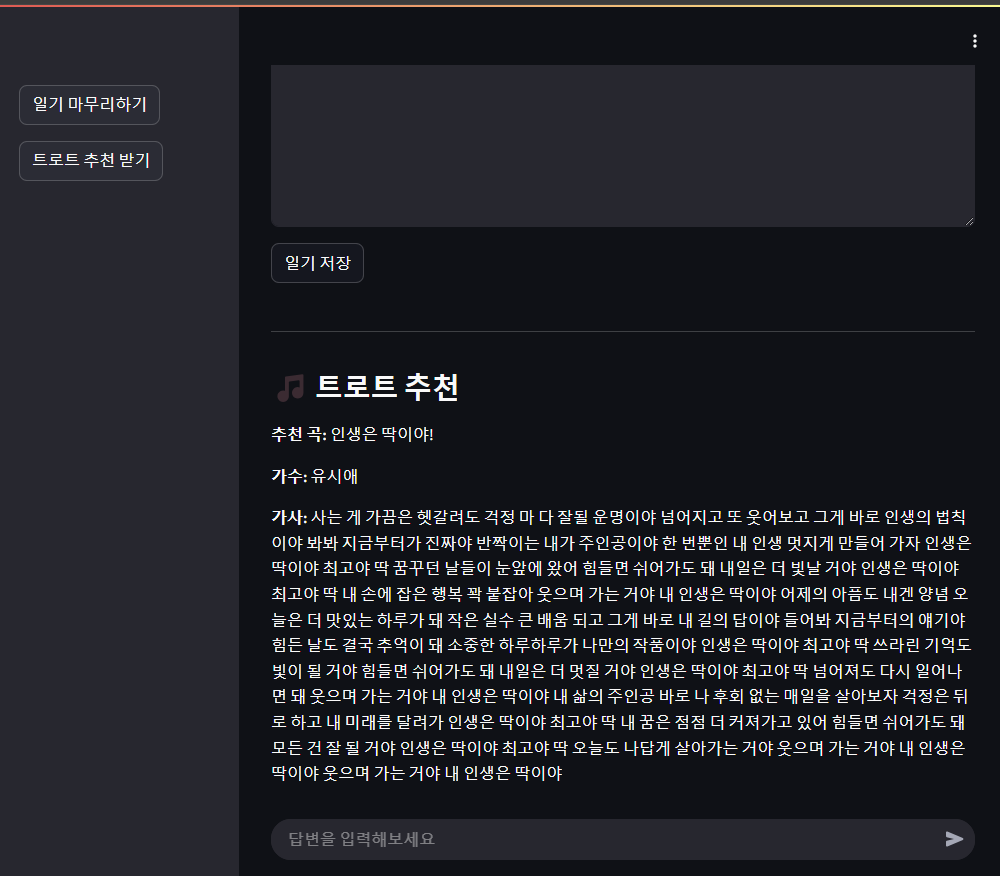 일기 마무리하기
트로트 추천 받기
일기 저장
트로트 추천
추천 곡: 인생은 딱이야!
가수: 유시애
가사: 사는 게 가끔은 헷갈려도 걱정 마 다 잘될 운명이야 넘어지고 또 웃어보고 그게 바로 인생의 법칙
이야 봐봐 지금부터가 진짜야 반짝이는 내가 주인공이야 한 번뿐인 내 인생 멋지게 만들어 가자 인생은
딱이야 최고야 딱 꿈꾸던 날들이 눈앞에 왔어 힘들면 쉬어가도 돼 내일은 더 빛날 거야 인생은 딱이야
최고야 딱 내 손에 잡은 행복 꽉 붙잡아 웃으며 가는 거야 내 인생은 딱이야 어제의 아픔도 내겐 양념 오
늘은 더 맛있는 하루가 돼 작은 실수 큰 배움 되고 그게 바로 내 길의 답이야 들어봐 지금부터의 얘기야
힘든 날도 결국 추억이 돼 소중한 하루하루가 나만의 작품이야 인생은 딱이야 최고야 딱 쓰라린 기억도
빛이 될 거야 힘들면 쉬어가도 돼 내일은 더 멋질 거야 인생은 딱이야 최고야 딱 넘어져도 다시 일어나
면 돼 웃으며 가는 거야 내 인생은 딱이야 내 삶의 주인공 바로 나 후회 없는 매일을 살아보자 걱정은 뒤
로 하고 내 미래를 달려가 인생은 딱이야 최고야 딱 내 꿈은 점점 더 커져가고 있어 힘들면 쉬어가도 돼
모든 건 잘 될 거야 인생은 딱이야 최고야 딱 오늘도 나답게 살아가는 거야 웃으며 가는 거야 내 인생은
딱이야 웃으며 가는 거야 내 인생은 딱이야
답변을 입력해보세요